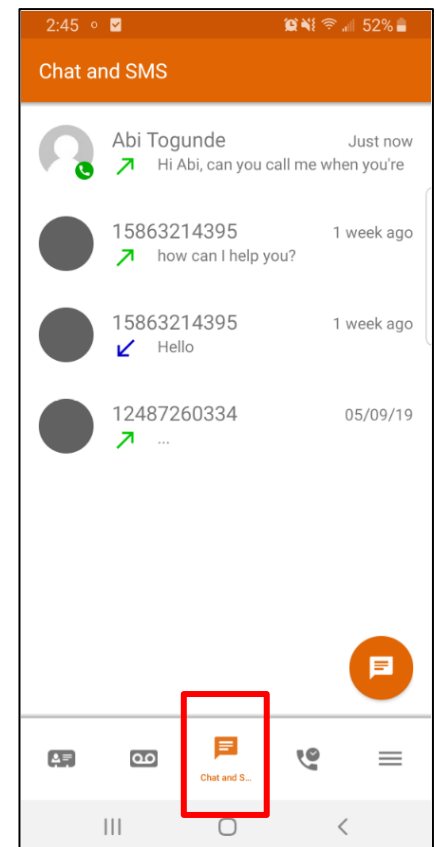 2:45 52%
Chat and SMS
Abi Togunde Just now
Hi Abi, can you call me when you're
15863214395 1 week ago
how can I help you?
15863214395 1 week ago
Hello
12487260334 05/09/19
...
Chat and S...